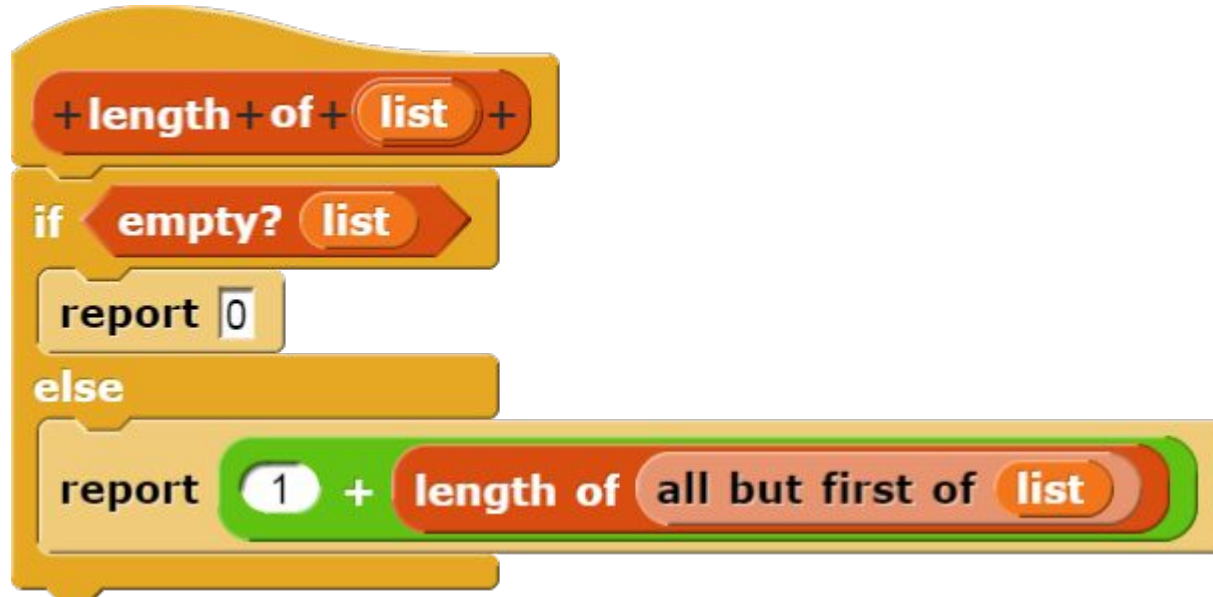 +length+of+ list +
if empty? list
report 0
else
report 1 + length of all but first of list